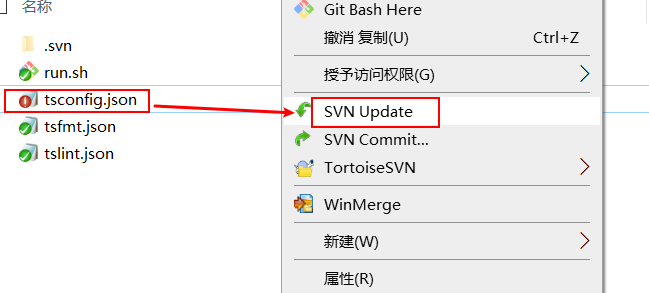 名称
.svn
run.sh
tsconfig.json
tsfmt.json
tslint.json
Git Bash Here
撤消 复制(U) Ctrl+Z
授予访问权限(G)
SVN Update
SVN Commit...
TortoiseSVN
WinMerge
新建(W)
属性(R)